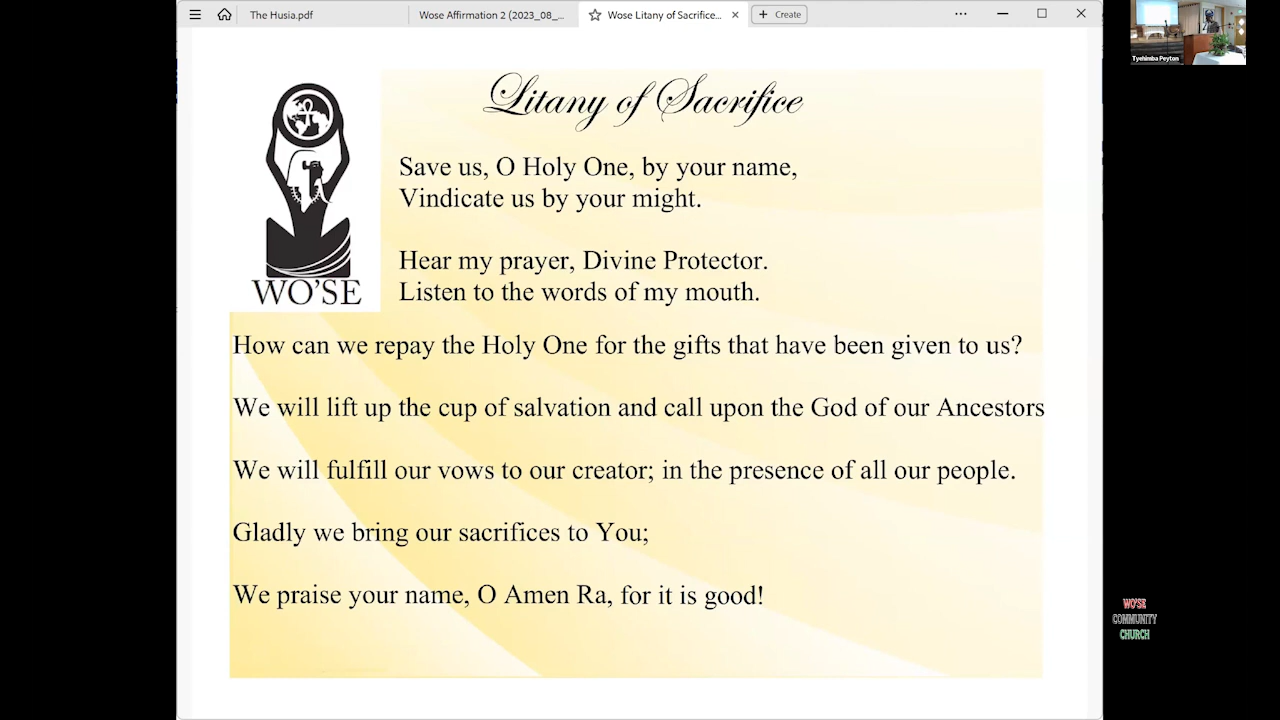 The Husia.pdf
Wose Affirmation 2 (2023_08_...
Wose Litany of Sacrifice...
Create
Tyehimba Peyton
Litany of Sacrifice
Save us, O Holy One, by your name,
Vindicate us by your might.
Hear my prayer, Divine Protector.
Listen to the words of my mouth.
WO'SE
How can we repay the Holy One for the gifts that have been given to us?
We will lift up the cup of salvation and call upon the God of our Ancestors
We will fulfill our vows to our creator; in the presence of all our people.
Gladly we bring our sacrifices to You;
We praise your name, O Amen Ra, for it is good!
WO'SE
COMMUNITY
CHURCH